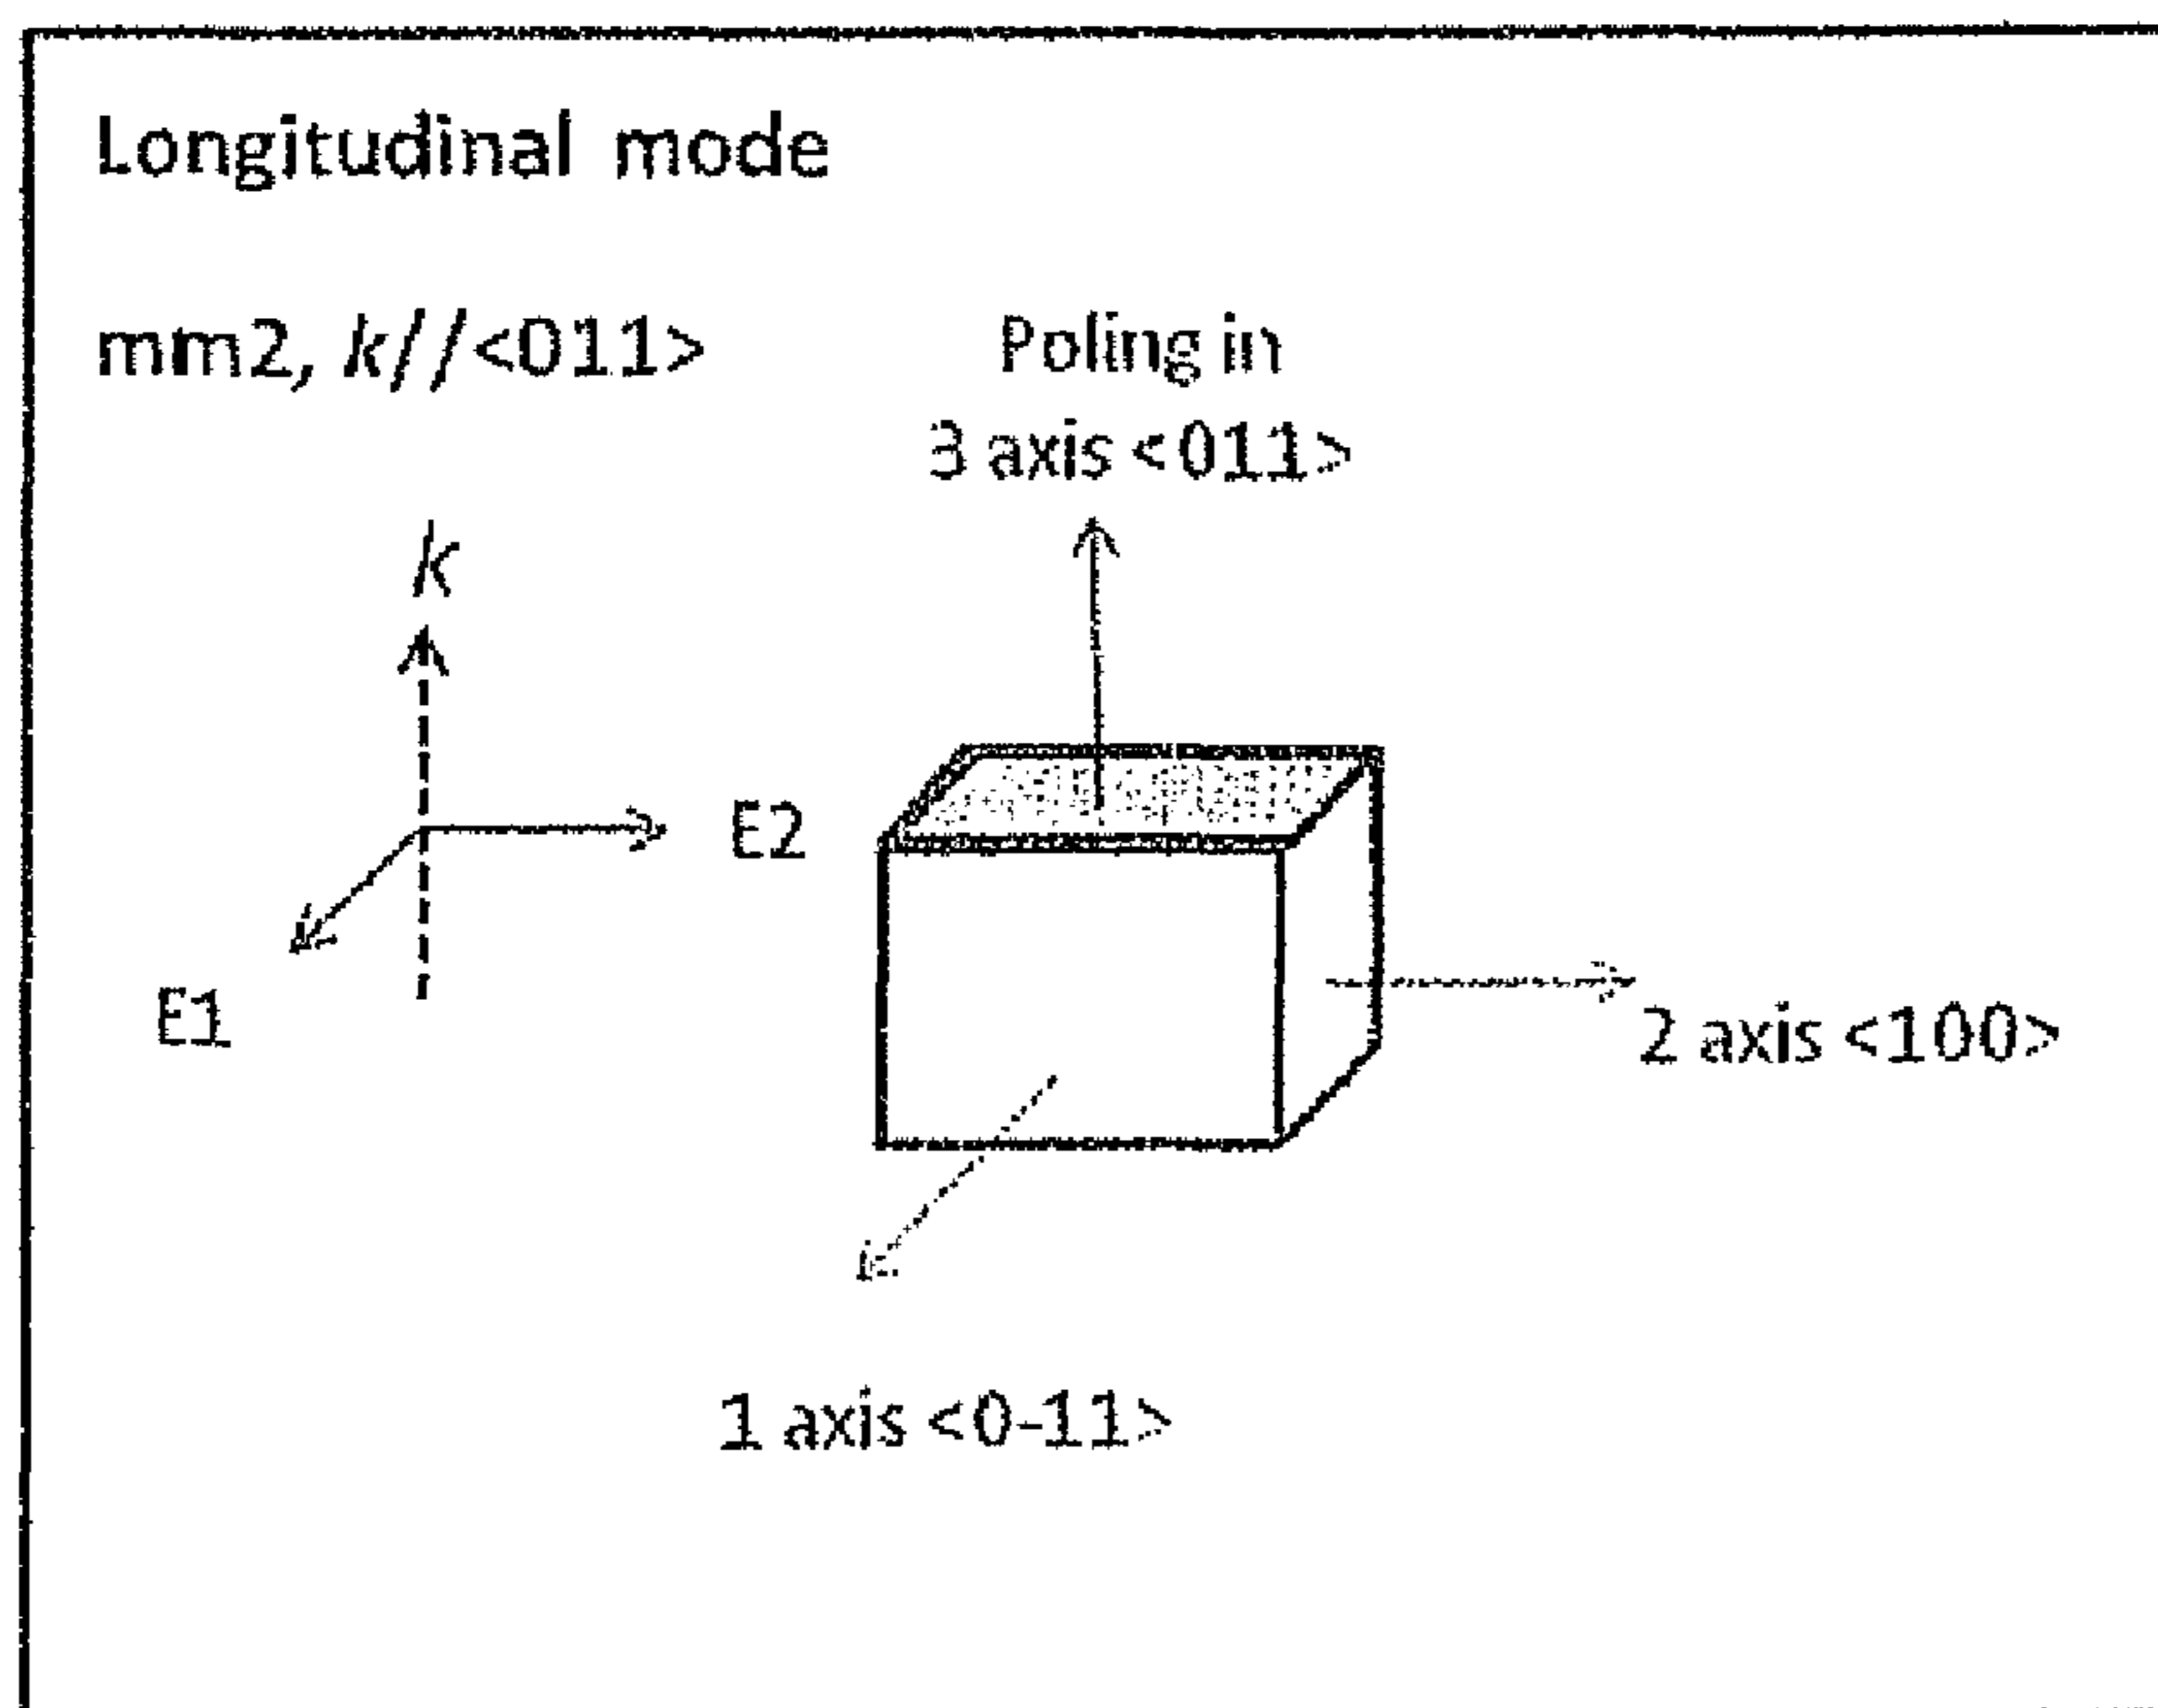 Longitudinal mode
mm2, k//<011>
Poling in
3 axis <011>
k
E2
E1
2 axis <100>
1 axis <0-11>